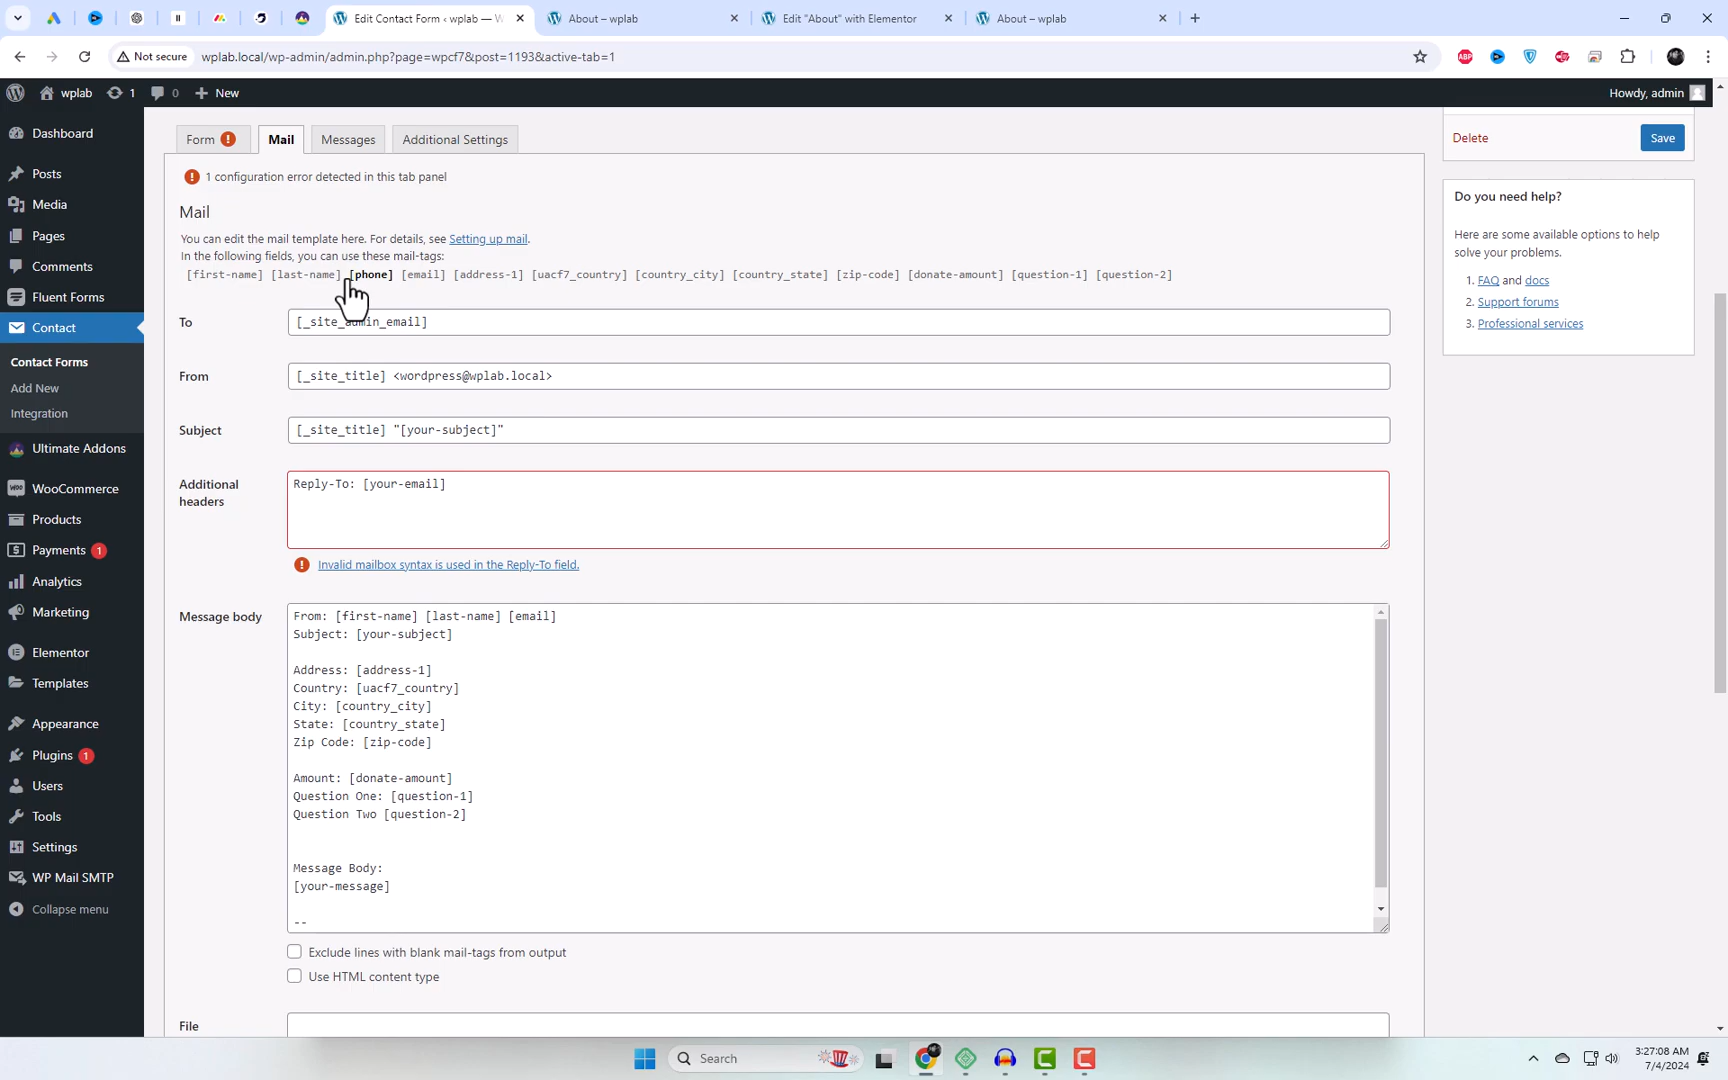 Edit Contact Form ‹ wplab — W
About – wplab
Edit "About" with Elementor
About – wplab
Not secure
wplab.local/wp-admin/admin.php?page=wpcf7&post=1193&active-tab=1
ABP
wplab
1
0
New
Howdy, admin
Dashboard
Posts
Media
Pages
Comments
Fluent Forms
Contact
Contact Forms
Add New
Integration
Ultimate Addons
WooCommerce
Products
Payments 1
Analytics
Marketing
Elementor
Templates
Appearance
Plugins 1
Users
Tools
Settings
WP Mail SMTP
Collapse menu
Form !
Mail
Messages
Additional Settings
! 1 configuration error detected in this tab panel
Mail
You can edit the mail template here. For details, see Setting up mail.
In the following fields, you can use these mail-tags:
[first-name] [last-name] [phone] [email] [address-1] [uacf7_country] [country_city] [country_state] [zip-code] [donate-amount] [question-1] [question-2]
To
[_site_admin_email]
From
[_site_title] <wordpress@wplab.local>
Subject
[_site_title] "[your-subject]"
Additional
headers
Reply-To: [your-email]
! Invalid mailbox syntax is used in the Reply-To field.
Message body
From: [first-name] [last-name] [email]
Subject: [your-subject]
Address: [address-1]
Country: [uacf7_country]
City: [country_city]
State: [country_state]
Zip Code: [zip-code]
Amount: [donate-amount]
Question One: [question-1]
Question Two [question-2]
Message Body:
[your-message]
--
Exclude lines with blank mail-tags from output
Use HTML content type
File
Delete
Save
Do you need help?
Here are some available options to help
solve your problems.
1. FAQ and docs
2. Support forums
3. Professional services
Search
3:27:08 AM
7/4/2024